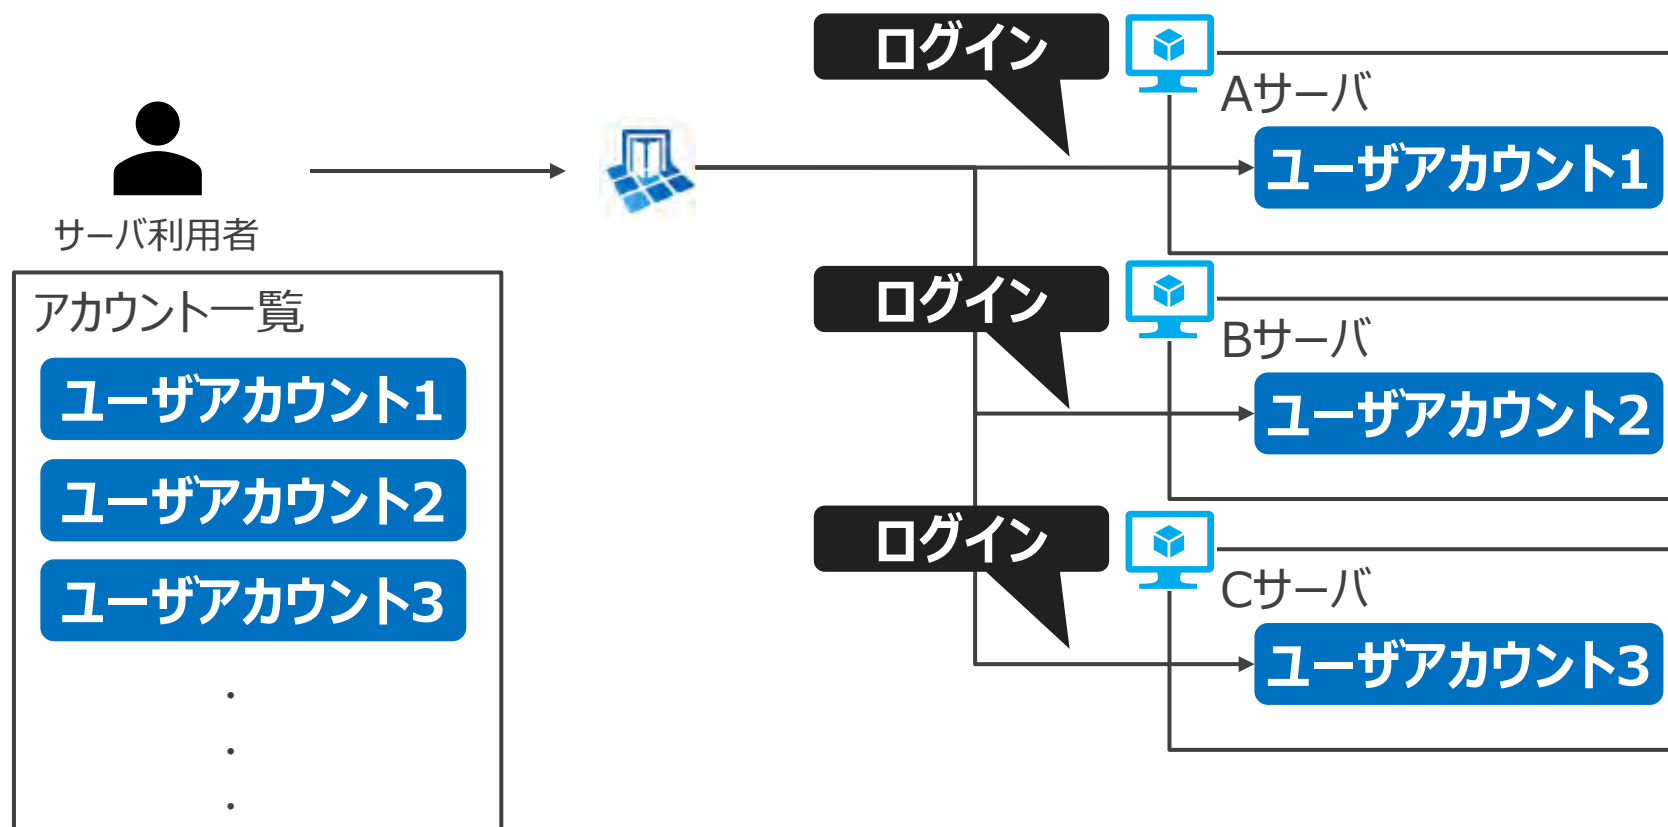 サーバ利用者
アカウント一覧
ユーザアカウント1
ユーザアカウント2
ユーザアカウント3
・
・
・
ログイン
Aサーバ
ユーザアカウント1
ログイン
Bサーバ
ユーザアカウント2
ログイン
Cサーバ
ユーザアカウント3